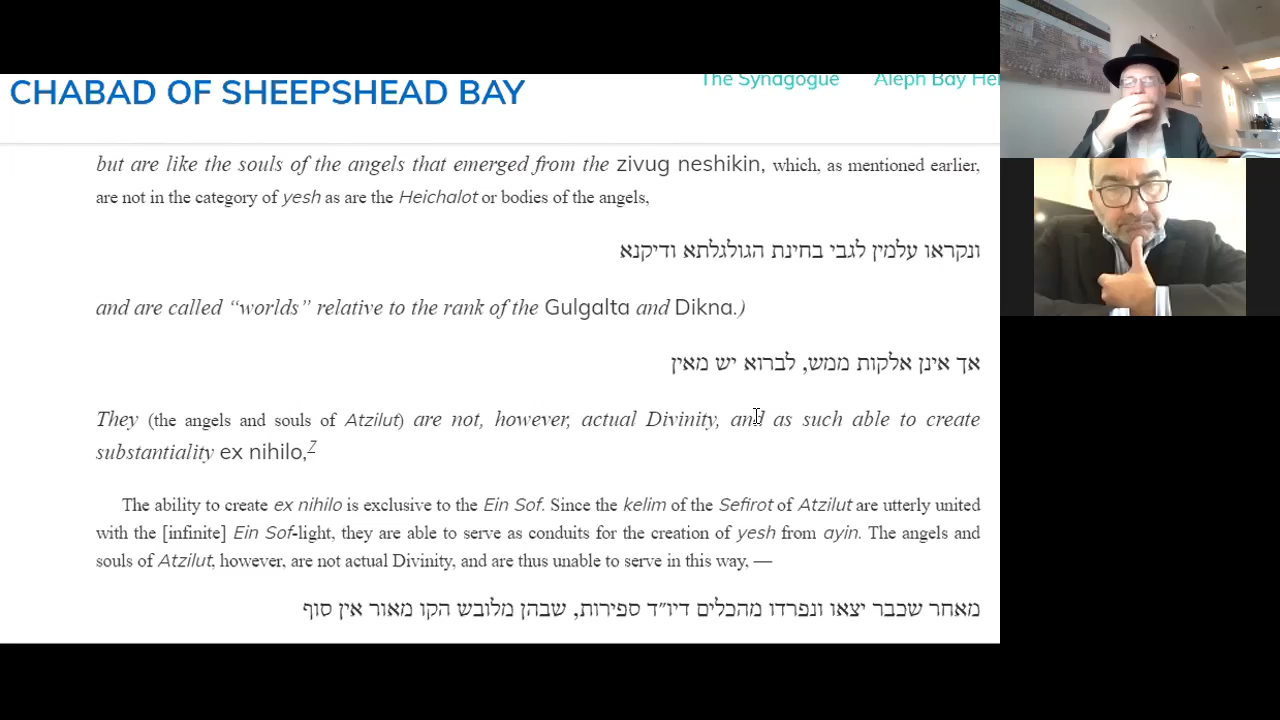 CHABAD OF SHEEPSHEAD BAY
The Synagogue
Aleph Bay He
but are like the souls of the angels that emerged from the zivug neshikin, which, as mentioned earlier,
are not in the category of yesh as are the Heichalot or bodies of the angels,
ונקראו עלמין לגבי בחינת הגולגלתא ודיקנא
and are called “worlds” relative to the rank of the Gulgalta and Dikna.)
אך אינן אלקות ממש, לברוא יש מאין
They (the angels and souls of Atzilut) are not, however, actual Divinity, and as such able to create
substantiality ex nihilo,7
The ability to create ex nihilo is exclusive to the Ein Sof. Since the kelim of the Sefirot of Atzilut are utterly united
with the [infinite] Ein Sof-light, they are able to serve as conduits for the creation of yesh from ayin. The angels and
souls of Atzilut, however, are not actual Divinity, and are thus unable to serve in this way, —
מאחר שכבר יצאו ונפרדו מהכלים דיו״ד ספירות, שבהן מלובש הקו מאור אין סוף